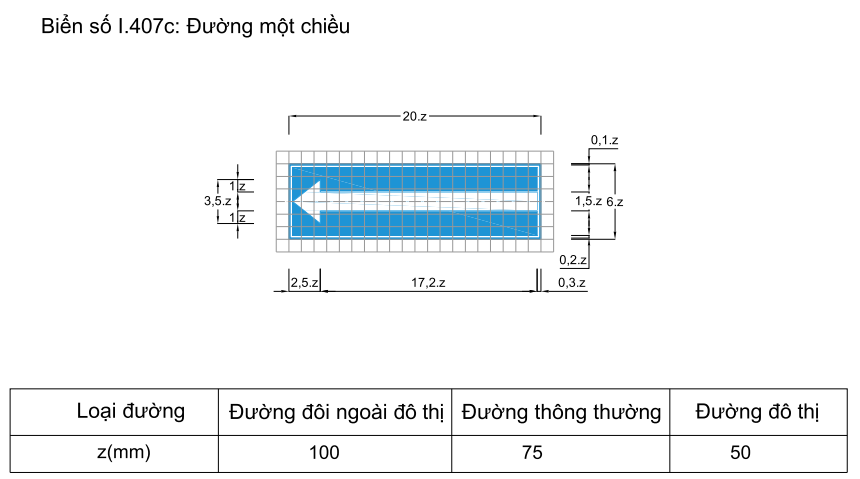 Biển số I.407c: Đường một chiều
20.z
0,1.z
1.z
3,5.z
1.z
1,5.z 6.z
0,2.z
2,5.z 17,2.z 0,3.z
Loại đường Đường đôi ngoài đô thị Đường thông thường Đường đô thị
z(mm) 100 75 50